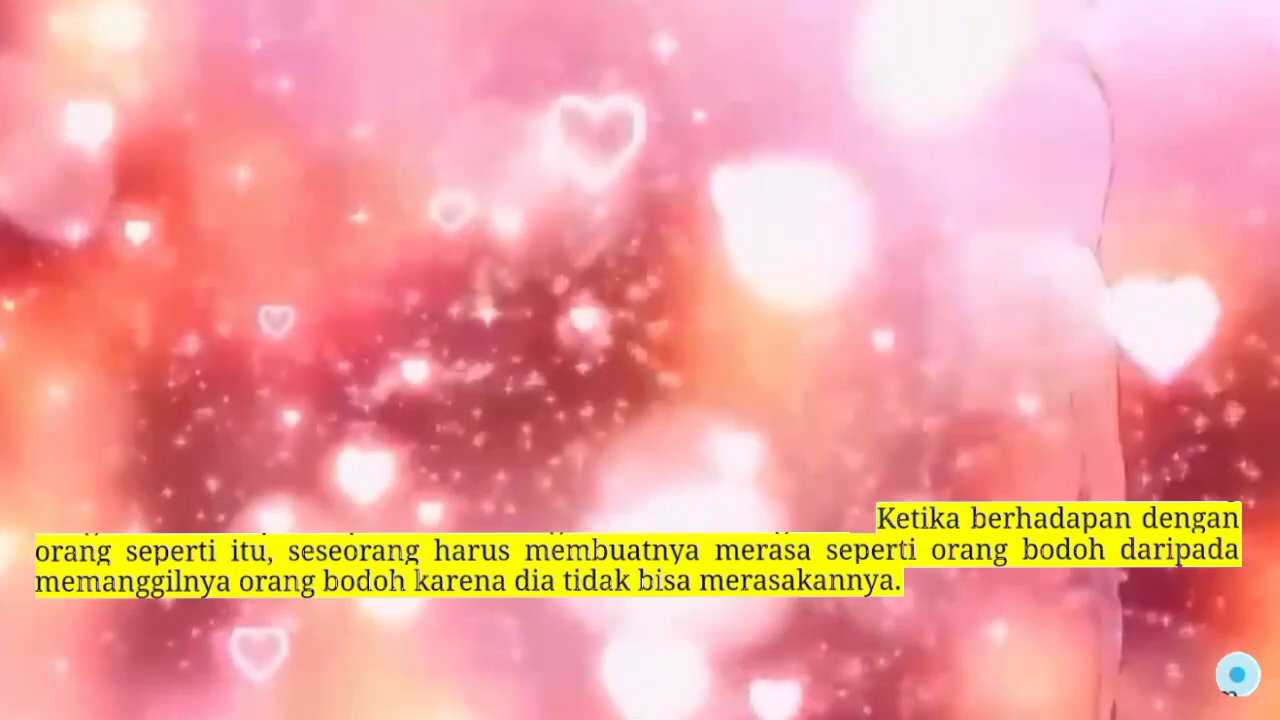 Ketika berhadapan dengan
orang seperti itu, seseorang harus membuatnya merasa seperti orang bodoh daripada
memanggilnya orang bodoh karena dia tidak bisa merasakannya.